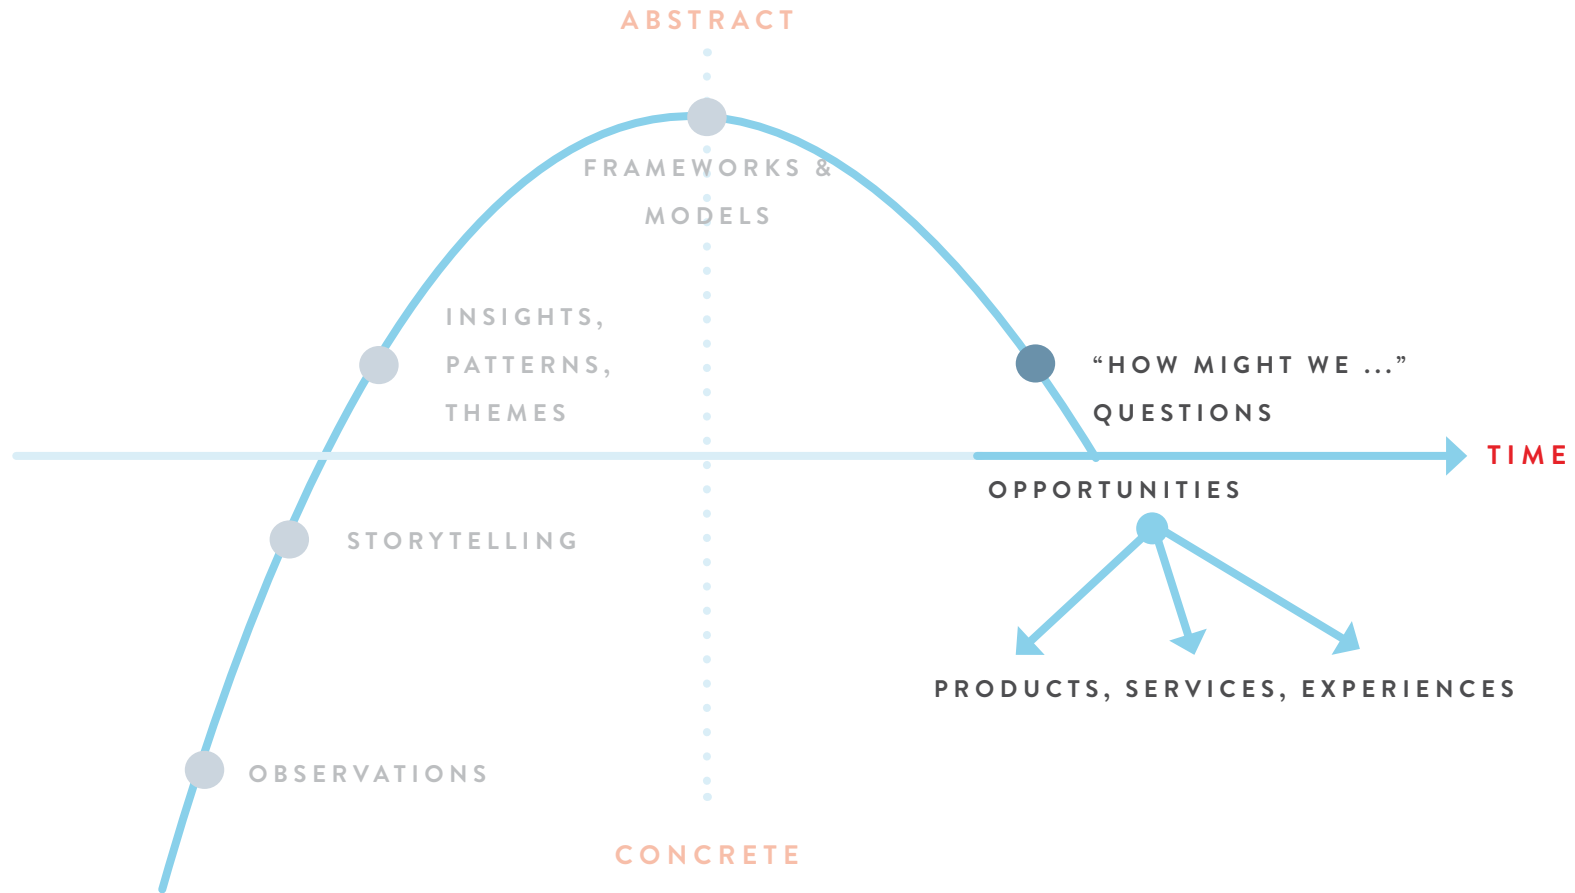 ABSTRACT
FRAMEWORKS &
MODELS
INSIGHTS,
PATTERNS,
THEMES
“HOW MIGHT WE ...”
QUESTIONS
TIME
OPPORTUNITIES
STORYTELLING
PRODUCTS, SERVICES, EXPERIENCES
OBSERVATIONS
CONCRETE